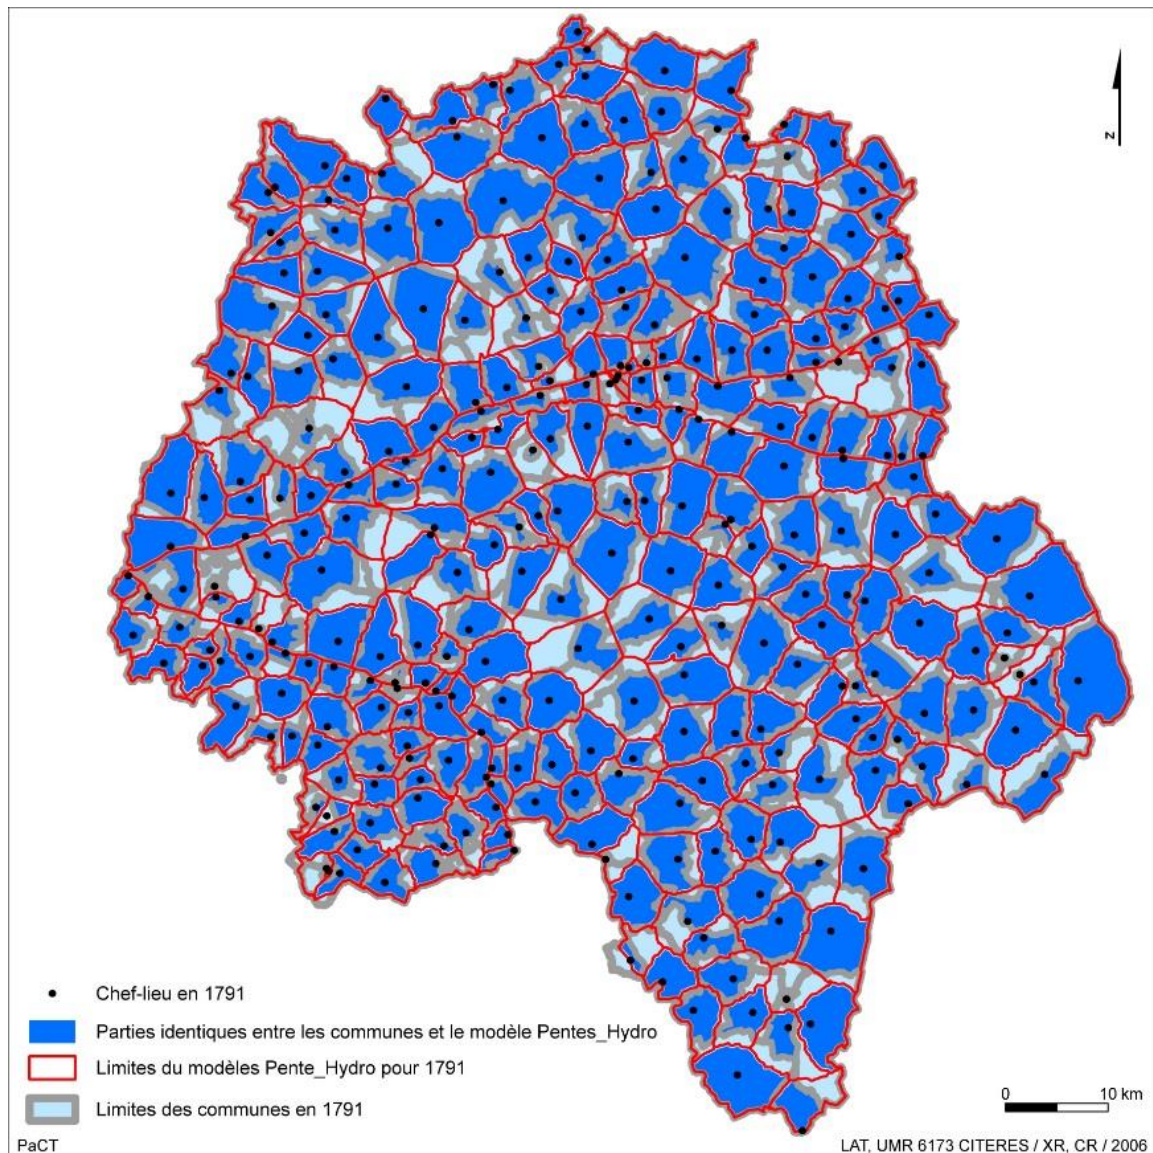 z
Chef-lieu en 1791
Parties identiques entre les communes et le modèle Pentes_Hydro
Limites du modèles Pente_Hydro pour 1791
Limites des communes en 1791
0 10 km
PaCT
LAT, UMR 6173 CITERES / XR, CR / 2006